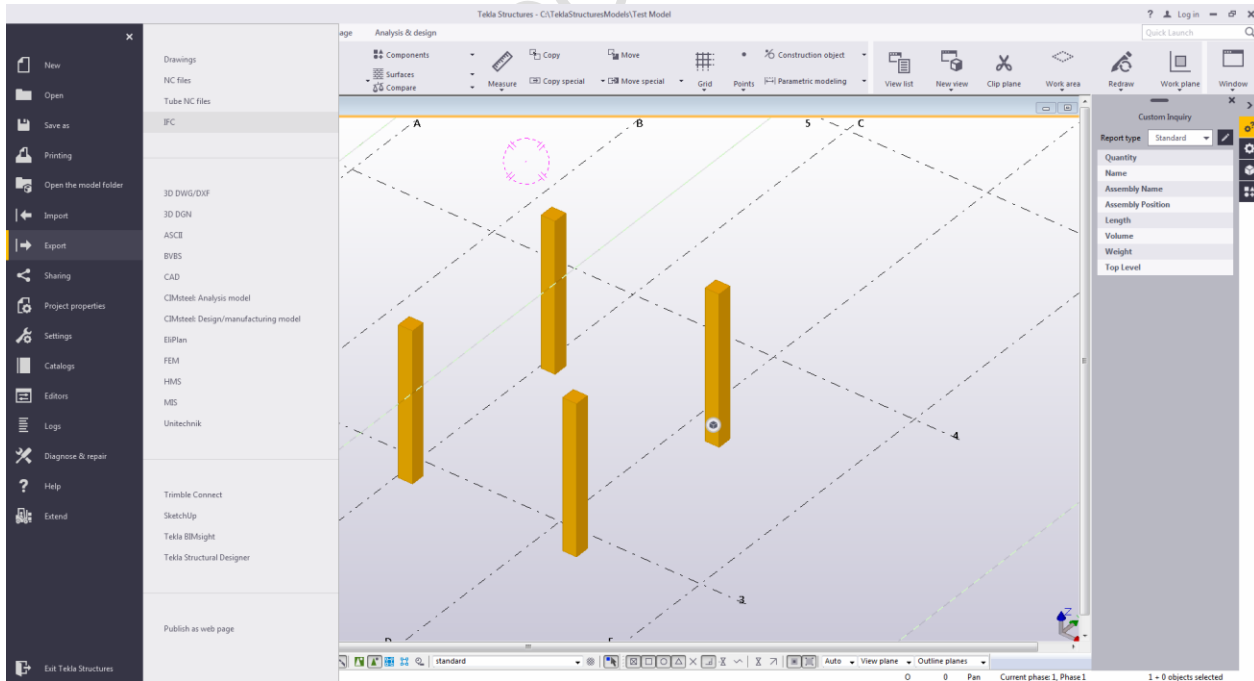 Tekla Structures - C:\TeklaStructuresModels\Test Model
? Login
Analysis & design
Quick Launch
New
Open
Save as
Printing
Open the model folder
Import
Export
Sharing
Project properties
Settings
Catalogs
Editors
Logs
Diagnose & repair
Help
Extend
Exit Tekla Structures
Drawings
NC files
Tube NC files
IFC
3D DWG/DXF
3D DGN
ASCII
BVBS
CAD
CIMsteel: Analysis model
CIMsteel: Design/manufacturing model
EliPlan
FEM
HMS
MIS
Unitechnik
Trimble Connect
SketchUp
Tekla BIMsight
Tekla Structural Designer
Publish as web page
Components
Surfaces
Compare
Measure
Copy
Copy special
Move
Move special
Grid
Points
Construction object
Parametric modeling
View list
New view
Clip plane
Work area
Redraw
Work plane
Window
A
B
5
C
4
3
Z
Custom Inquiry
Report type Standard
Quantity
Name
Assembly Name
Assembly Position
Length
Volume
Weight
Top Level
standard
Auto
View plane
Outline planes
O 0 Pan Current phase: 1, Phase 1 1 + 0 objects selected